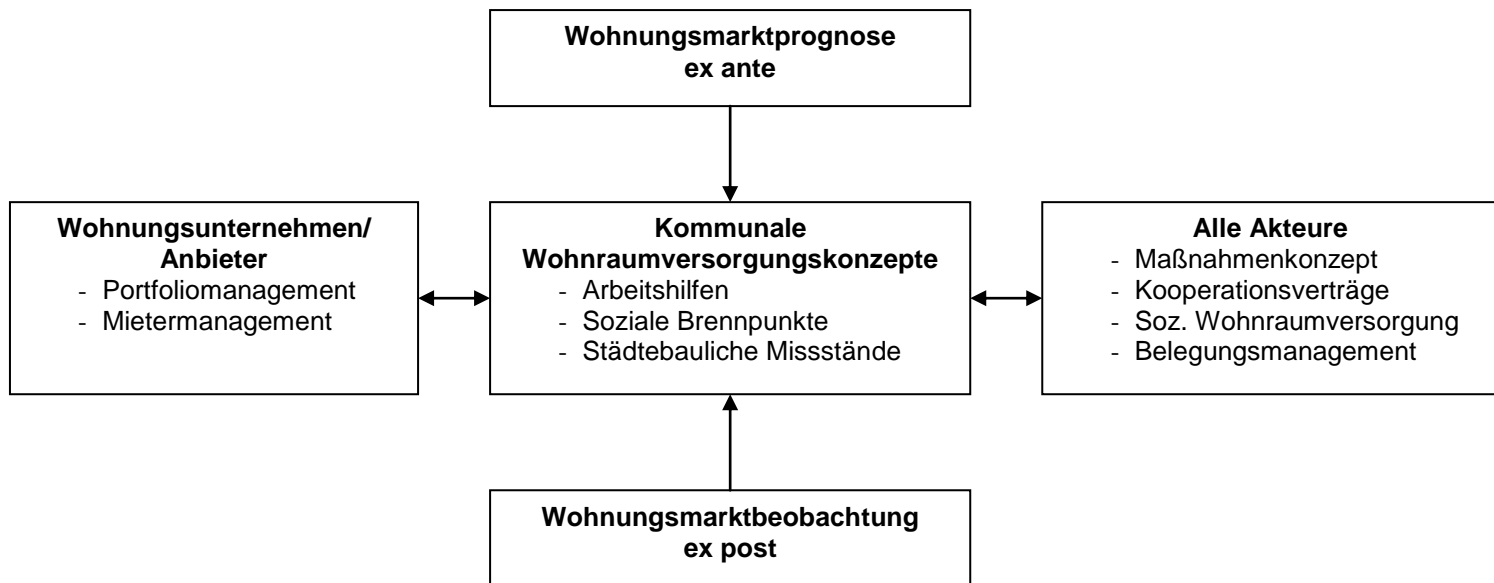 Wohnungsmarktprognose
ex ante
Wohnungsunternehmen/
Anbieter
- Portfoliomanagement
- Mietermanagement
Kommunale
Wohnraumversorgungskonzepte
- Arbeitshilfen
- Soziale Brennpunkte
- Städtebauliche Missstände
Alle Akteure
- Maßnahmenkonzept
- Kooperationsverträge
- Soz. Wohnraumversorgung
- Belegungsmanagement
Wohnungsmarktbeobachtung
ex post